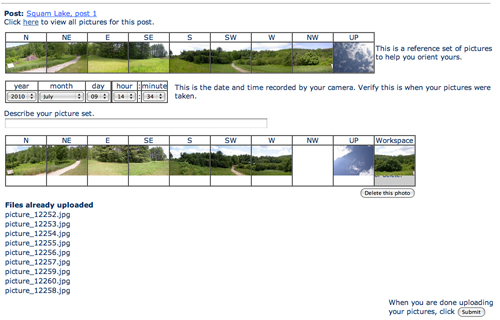 Post: Squam Lake, post 1
Click here to view all pictures for this post.
N NE E SE S SW W NW UP
This is a reference set of pictures
to help you orient yours.
year month day hour :minute
2010 July 09 14 34
This is the date and time recorded by your camera. Verify this is when your pictures were
taken.
Describe your picture set.
N NE E SE S SW W NW UP Workspace
Delete this photo
Files already uploaded
picture_12252.jpg
picture_12253.jpg
picture_12254.jpg
picture_12255.jpg
picture_12256.jpg
picture_12257.jpg
picture_12259.jpg
picture_12260.jpg
picture_12258.jpg
When you are done uploading
your pictures, click Submit